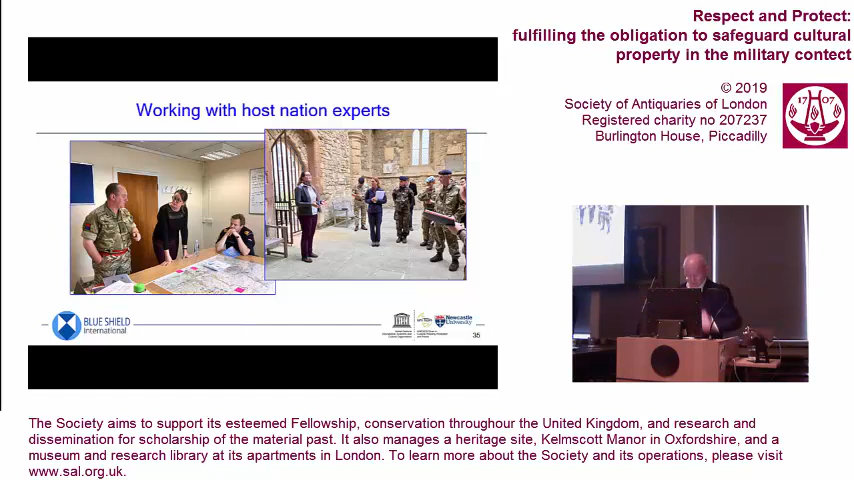 Respect and Protect:
fulfilling the obligation to safeguard cultural
property in the military contect
© 2019
Society of Antiquaries of London
Registered charity no 207237
Burlington House, Piccadilly
17 07
Working with host nation experts
BLUE SHIELD
International
Newcastle
University
35
The Society aims to support its esteemed Fellowship, conservation throughour the United Kingdom, and research and
dissemination for scholarship of the material past. It also manages a heritage site, Kelmscott Manor in Oxfordshire, and a
museum and research library at its apartments in London. To learn more about the Society and its operations, please visit
www.sal.org.uk.